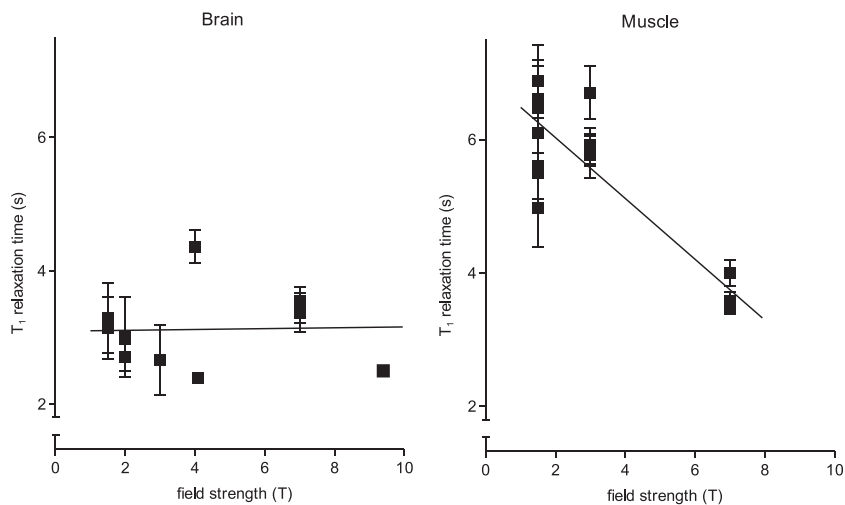 Brain
T₁ relaxation time (s)
6
4
2
0 2 4 6 8 10
field strength (T)
Muscle
T₁ relaxation time (s)
6
4
2
0 2 4 6 8 10
field strength (T)